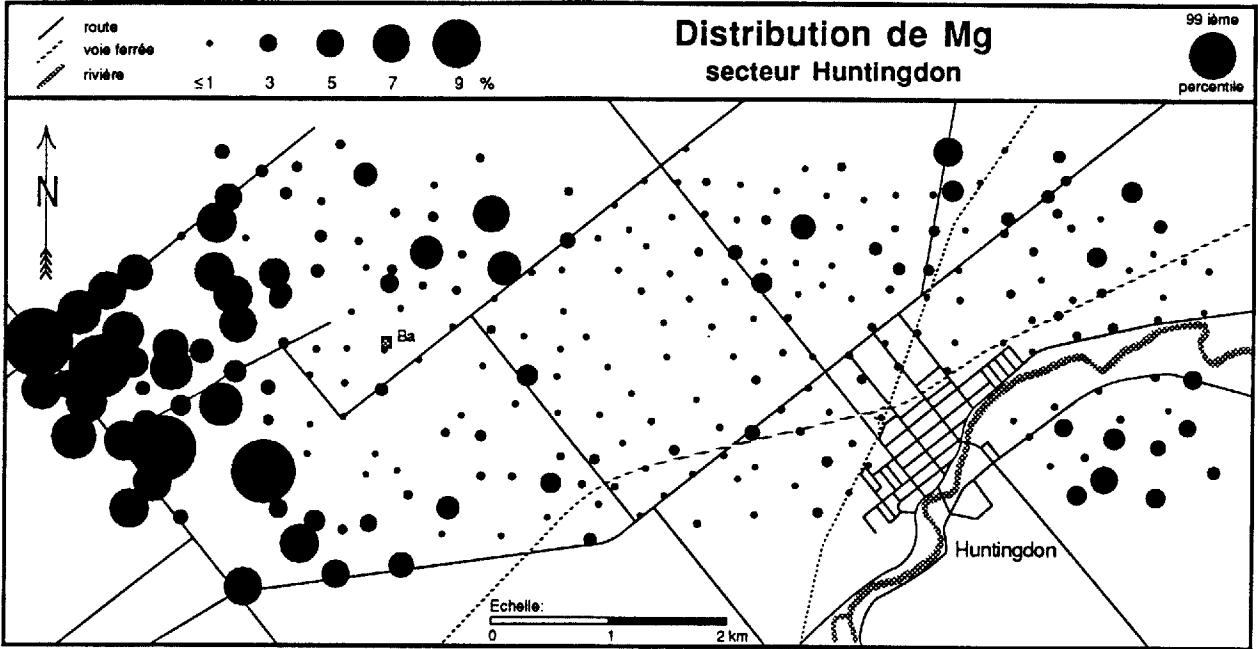 route
voie ferrée
rivière
≤1 3 5 7 9 %
Distribution de Mg
secteur Huntingdon
99 ième
percentile
N
Ba
Huntingdon
Echelle:
0 1 2 km